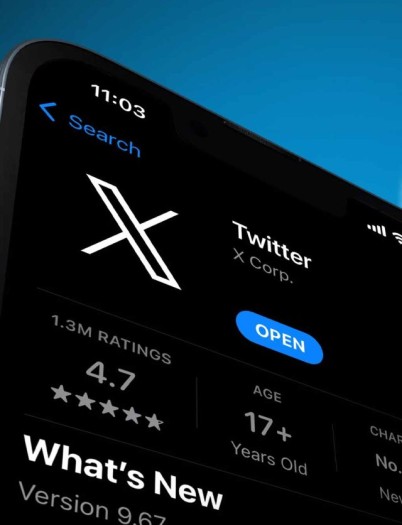 11:03
Search
Twitter
X Corp.
OPEN
1.3M RATINGS
4.7
AGE
17+
Years Old
No.
What's New
Version 9.67